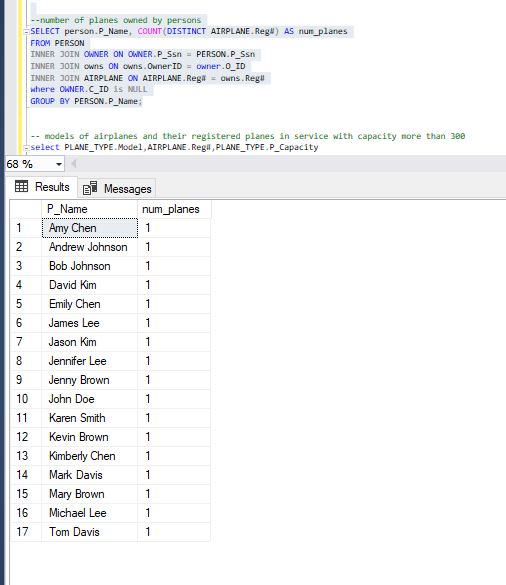 --number of planes owned by persons
SELECT person.P_Name, COUNT(DISTINCT AIRPLANE.Reg#) AS num_planes
FROM PERSON
INNER JOIN OWNER ON OWNER.P_Ssn = PERSON.P_Ssn
INNER JOIN owns ON owns.OwnerID = owner.O_ID
INNER JOIN AIRPLANE ON AIRPLANE.Reg# = owns.Reg#
where OWNER.C_ID is NULL
GROUP BY PERSON.P_Name;
-- models of airplanes and their registered planes in service with capacity more than 300
select PLANE_TYPE.Model,AIRPLANE.Reg#,PLANE_TYPE.P_Capacity
68 %
Results Messages
P_Name num_planes
1 Amy Chen 1
2 Andrew Johnson 1
3 Bob Johnson 1
4 David Kim 1
5 Emily Chen 1
6 James Lee 1
7 Jason Kim 1
8 Jennifer Lee 1
9 Jenny Brown 1
10 John Doe 1
11 Karen Smith 1
12 Kevin Brown 1
13 Kimberly Chen 1
14 Mark Davis 1
15 Mary Brown 1
16 Michael Lee 1
17 Tom Davis 1